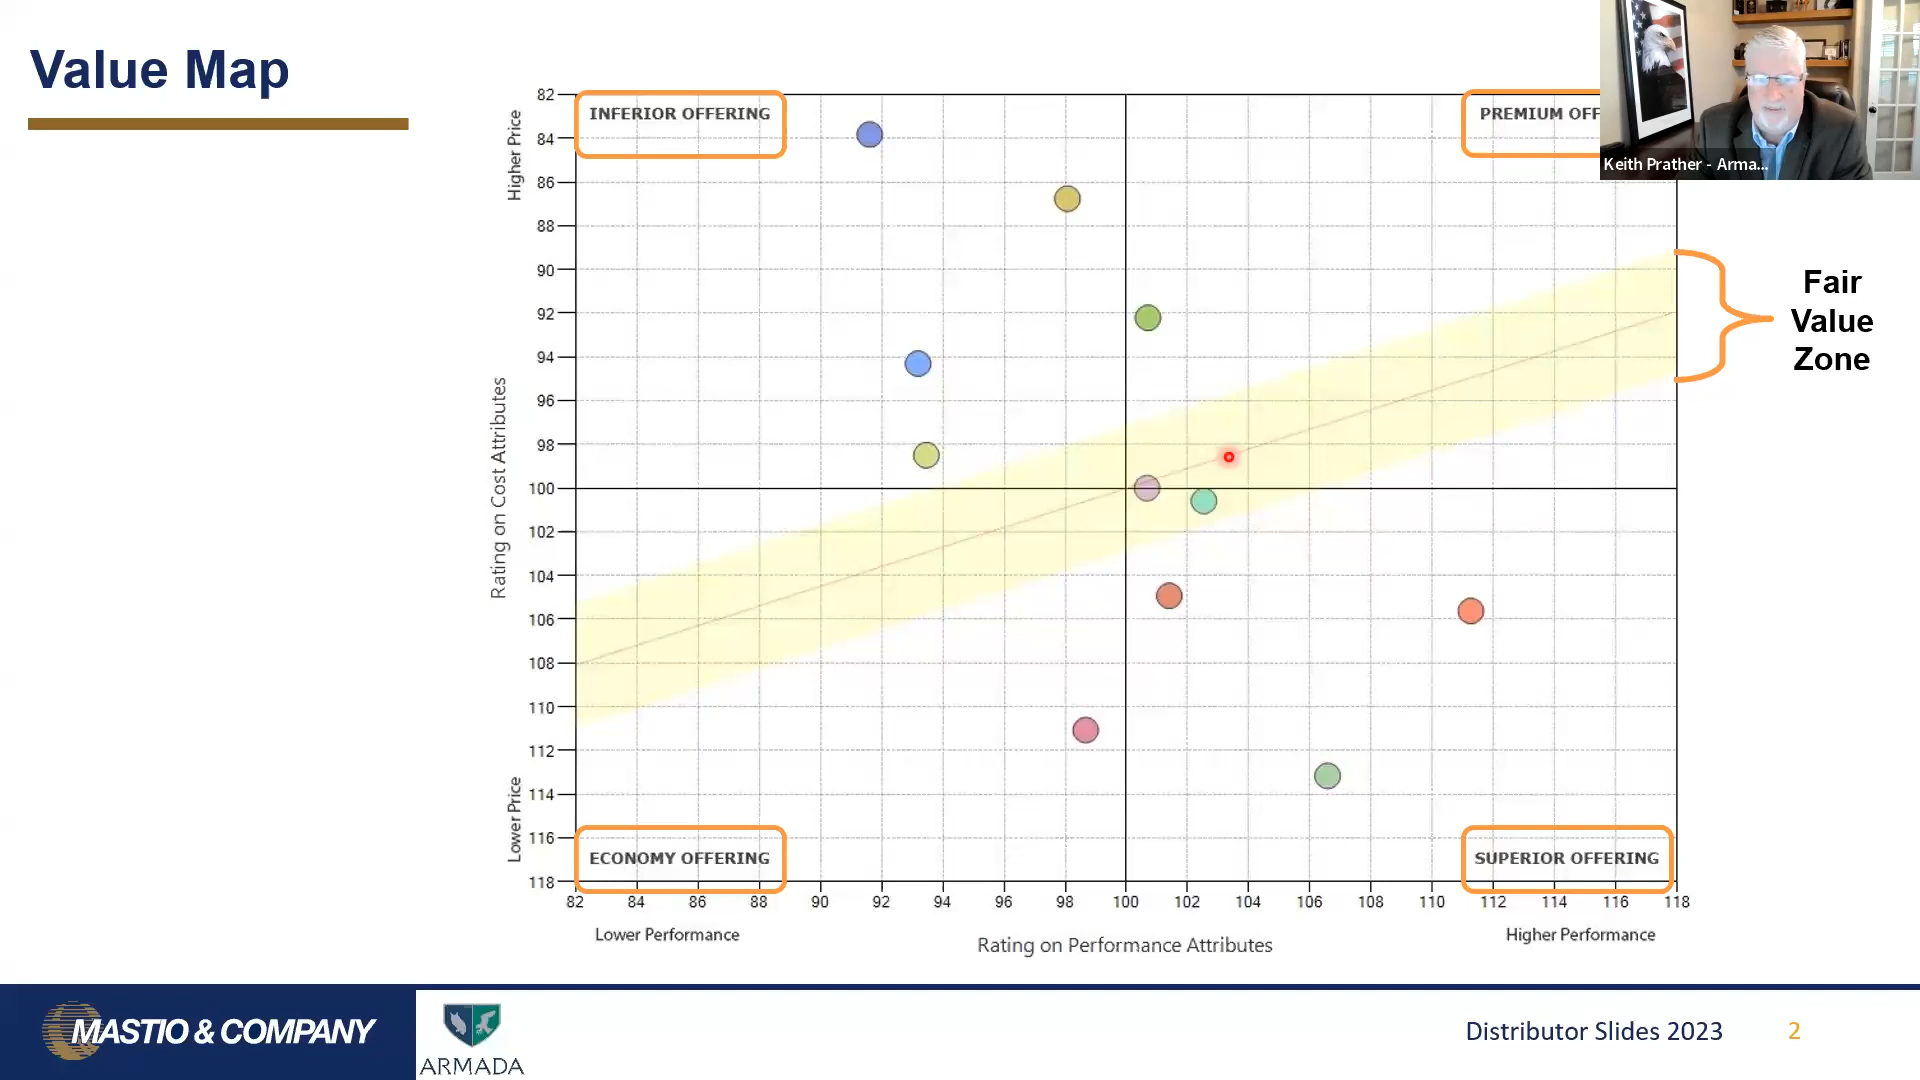 Value Map
Keith Prather - Arma...
INFERIOR OFFERING
PREMIUM OFF
Higher Price
82
84
86
88
90
92
94
96
98
100
102
104
106
108
110
112
114
116
118
Rating on Cost Attributes
Lower Price
Fair
Value
Zone
ECONOMY OFFERING
SUPERIOR OFFERING
82 84 86 88 90 92 94 96 98 100 102 104 106 108 110 112 114 116 118
Lower Performance
Rating on Performance Attributes
Higher Performance
MASTIO & COMPANY
ARMADA
Distributor Slides 2023
2